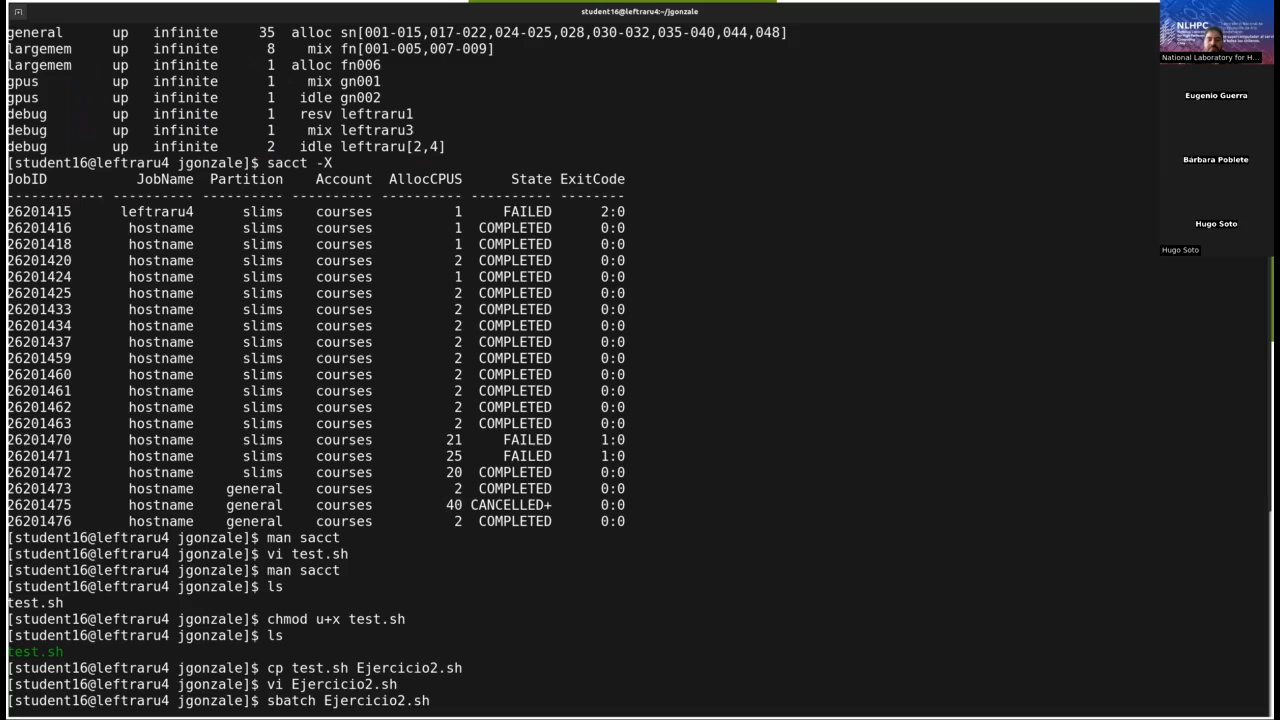 student16@leftraru4:~/jgonzale
general      up   infinite     35  alloc sn[001-015,017-022,024-025,028,030-032,035-040,044,048]
largemem     up   infinite      8    mix fn[001-005,007-009]
largemem     up   infinite      1  alloc fn006
gpus         up   infinite      1    mix gn001
gpus         up   infinite      1   idle gn002
debug        up   infinite      1   resv leftraru1
debug        up   infinite      1    mix leftraru3
debug        up   infinite      2   idle leftraru[2,4]
[student16@leftraru4 jgonzale]$ sacct -X
JobID           JobName  Partition    Account  AllocCPUS      State ExitCode
------------ ---------- ---------- ---------- ---------- ---------- --------
26201415      leftraru4      slims    courses          1     FAILED      2:0
26201416       hostname      slims    courses          1  COMPLETED      0:0
26201418       hostname      slims    courses          1  COMPLETED      0:0
26201420       hostname      slims    courses          2  COMPLETED      0:0
26201424       hostname      slims    courses          1  COMPLETED      0:0
26201425       hostname      slims    courses          2  COMPLETED      0:0
26201433       hostname      slims    courses          2  COMPLETED      0:0
26201434       hostname      slims    courses          2  COMPLETED      0:0
26201437       hostname      slims    courses          2  COMPLETED      0:0
26201459       hostname      slims    courses          2  COMPLETED      0:0
26201460       hostname      slims    courses          2  COMPLETED      0:0
26201461       hostname      slims    courses          2  COMPLETED      0:0
26201462       hostname      slims    courses          2  COMPLETED      0:0
26201463       hostname      slims    courses          2  COMPLETED      0:0
26201470       hostname      slims    courses         21     FAILED      1:0
26201471       hostname      slims    courses         25     FAILED      1:0
26201472       hostname      slims    courses         20  COMPLETED      0:0
26201473       hostname    general    courses          2  COMPLETED      0:0
26201475       hostname    general    courses         40 CANCELLED+      0:0
26201476       hostname    general    courses          2  COMPLETED      0:0
[student16@leftraru4 jgonzale]$ man sacct
[student16@leftraru4 jgonzale]$ vi test.sh
[student16@leftraru4 jgonzale]$ man sacct
[student16@leftraru4 jgonzale]$ ls
test.sh
[student16@leftraru4 jgonzale]$ chmod u+x test.sh
[student16@leftraru4 jgonzale]$ ls
test.sh
[student16@leftraru4 jgonzale]$ cp test.sh Ejercicio2.sh
[student16@leftraru4 jgonzale]$ vi Ejercicio2.sh
[student16@leftraru4 jgonzale]$ sbatch Ejercicio2.sh
NLHPC
National Laboratory for H...
Eugenio Guerra
Bárbara Poblete
Hugo Soto
Hugo Soto